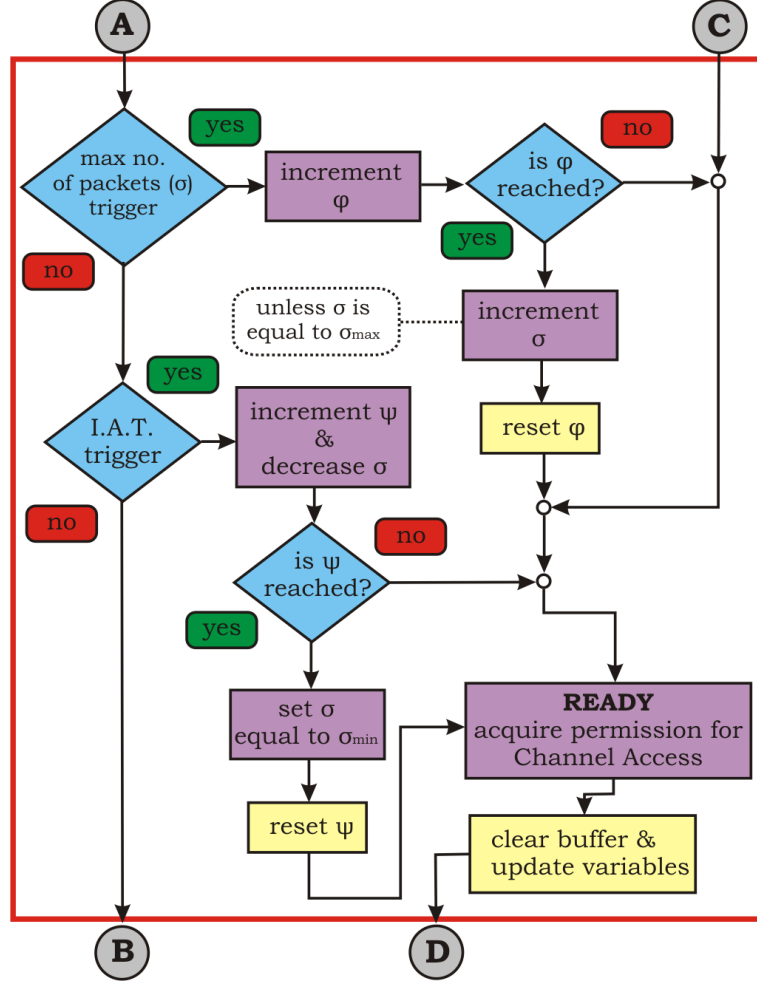 A
C
yes
no
max no.
of packets (σ)
trigger
increment
φ
is φ
reached?
no
yes
unless σ is
equal to σmax
increment
σ
yes
I.A.T.
trigger
increment ψ
&
decrease σ
reset φ
no
no
is ψ
reached?
yes
set σ
equal to σmin
READY
acquire permission for
Channel Access
reset ψ
clear buffer &
update variables
B
D